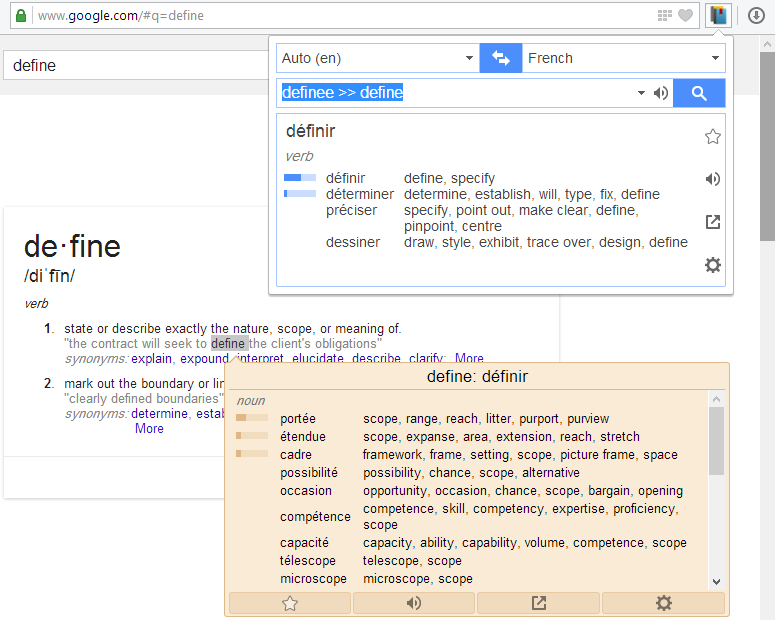 www.google.com/#q=define
define
Auto (en)
French
definee >> define
définir
verb
définir define, specify
déterminer determine, establish, will, type, fix, define
préciser specify, point out, make clear, define,
pinpoint, centre
dessiner draw, style, exhibit, trace over, design, define
de·fine
/diˈfīn/
verb
1. state or describe exactly the nature, scope, or meaning of.
"the contract will seek to define the client's obligations"
synonyms: explain, expound, interpret, elucidate, describe, clarify; More
2. mark out the boundary or
"clearly defined boundaries"
synonyms: determine,
More
define: définir
noun
portée scope, range, reach, litter, purport, purview
étendue scope, expanse, area, extension, reach, stretch
cadre framework, frame, setting, scope, picture frame, space
possibilité possibility, chance, scope, alternative
occasion opportunity, occasion, chance, scope, bargain, opening
compétence competence, skill, competency, expertise, proficiency,
scope
capacité capacity, ability, capability, volume, competence, scope
télescope telescope, scope
microscope microscope, scope